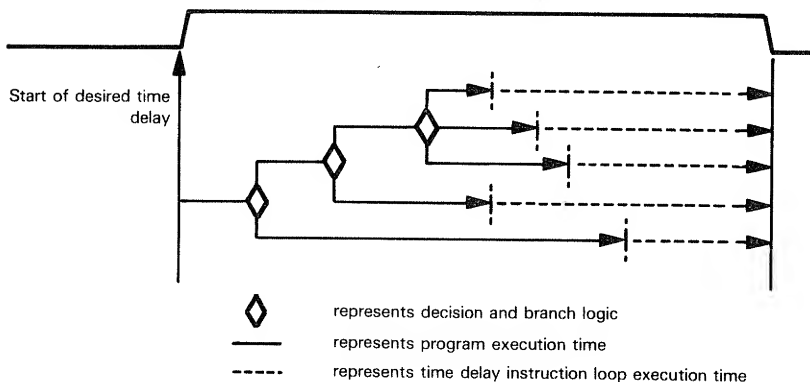 Start of desired time
delay
represents decision and branch logic
represents program execution time
represents time delay instruction loop execution time